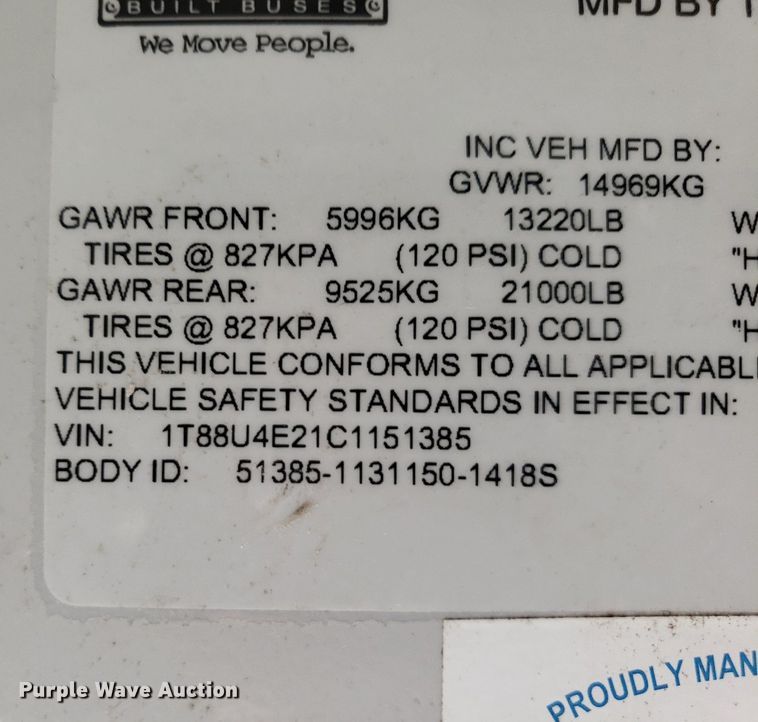 BUILT BUSES
We Move People.
MFD BY
INC VEH MFD BY:
GVWR: 14969KG
GAWR FRONT: 5996KG 13220LB W
TIRES @ 827KPA (120 PSI) COLD "H
GAWR REAR: 9525KG 21000LB W
TIRES @ 827KPA (120 PSI) COLD "H
THIS VEHICLE CONFORMS TO ALL APPLICABL
VEHICLE SAFETY STANDARDS IN EFFECT IN:
VIN: 1T88U4E21C1151385
BODY ID: 51385-1131150-1418S
PROUDLY MAN
Purple Wave Auction